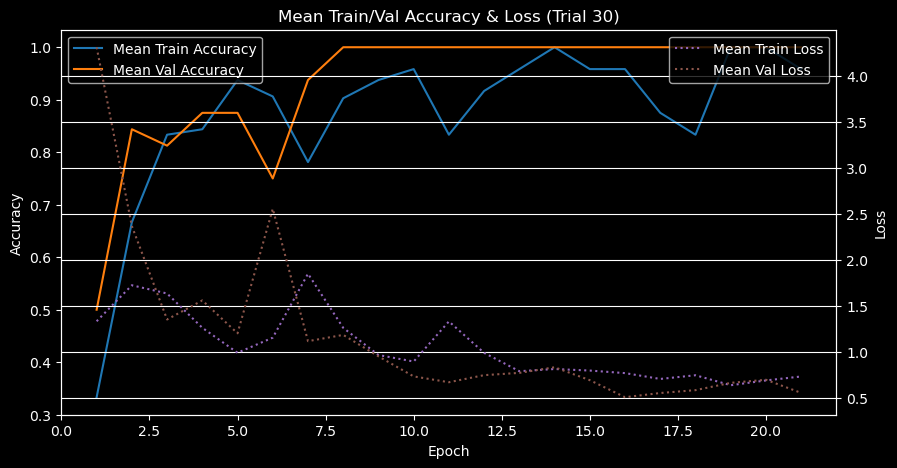 Mean Train/Val Accuracy & Loss (Trial 30)
Mean Train Accuracy
Mean Val Accuracy
Mean Train Loss
Mean Val Loss
1.0
0.9
0.8
0.7
0.6
0.5
0.4
0.3
Accuracy
4.0
3.5
3.0
2.5
2.0
1.5
1.0
0.5
Loss
0.0 2.5 5.0 7.5 10.0 12.5 15.0 17.5 20.0
Epoch